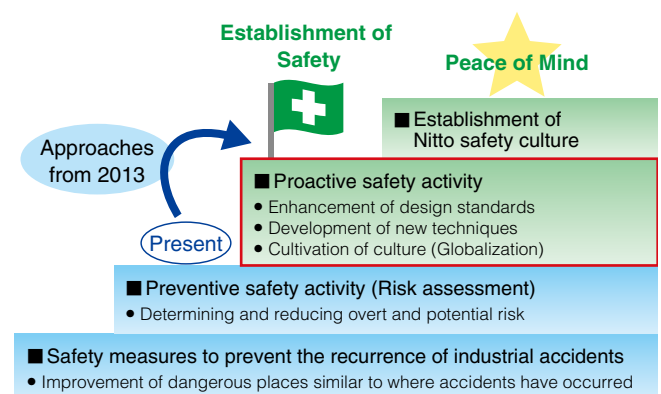 Establishment of
Safety
Peace of Mind
■ Establishment of
Nitto safety culture
Approaches
from 2013
■ Proactive safety activity
• Enhancement of design standards
• Development of new techniques
• Cultivation of culture (Globalization)
Present
■ Preventive safety activity (Risk assessment)
• Determining and reducing overt and potential risk
■ Safety measures to prevent the recurrence of industrial accidents
• Improvement of dangerous places similar to where accidents have occurred